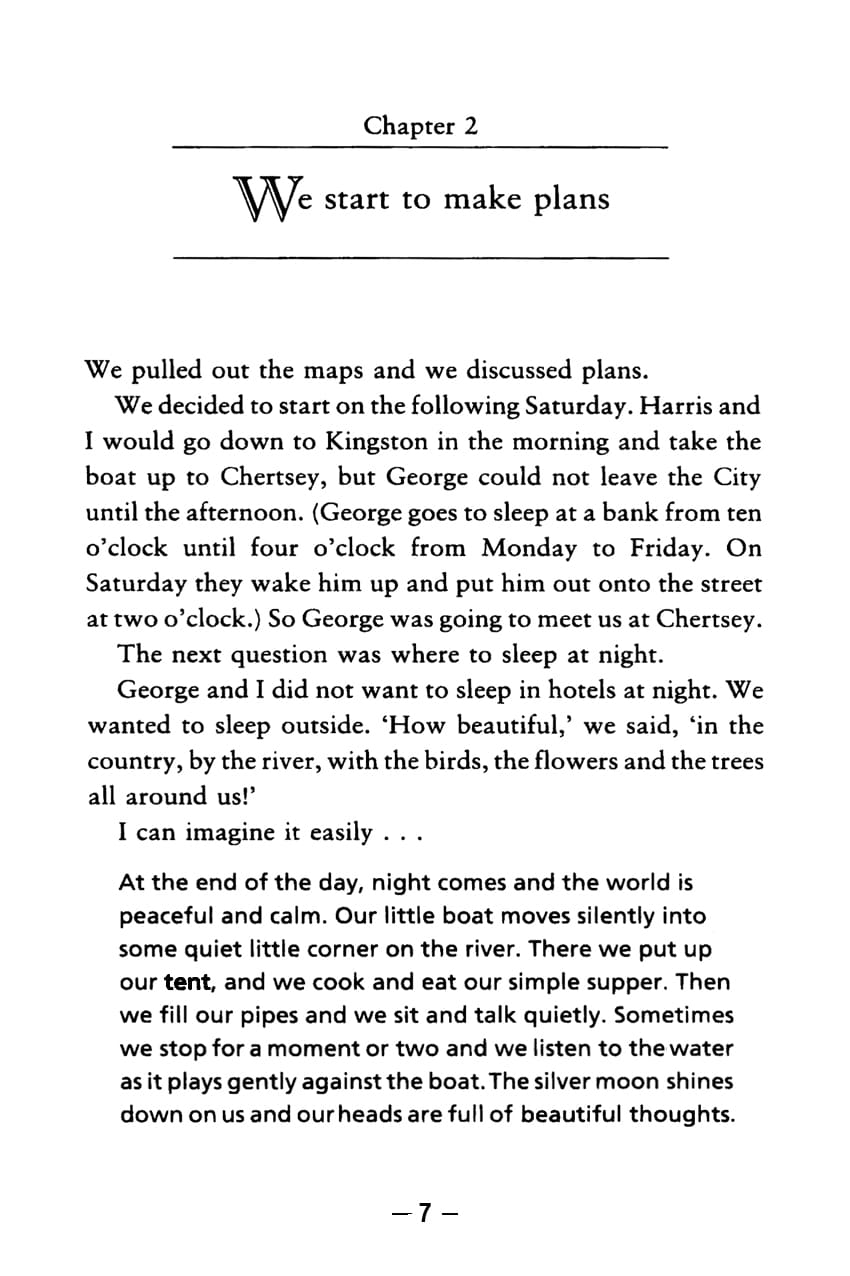 Chapter 2
We start to make plans
We pulled out the maps and we discussed plans.
We decided to start on the following Saturday. Harris and
I would go down to Kingston in the morning and take the
boat up to Chertsey, but George could not leave the City
until the afternoon. (George goes to sleep at a bank from ten
o’clock until four o’clock from Monday to Friday. On
Saturday they wake him up and put him out onto the street
at two o’clock.) So George was going to meet us at Chertsey.
The next question was where to sleep at night.
George and I did not want to sleep in hotels at night. We
wanted to sleep outside. ‘How beautiful,’ we said, ‘in the
country, by the river, with the birds, the flowers and the trees
all around us!’
I can imagine it easily . . .
At the end of the day, night comes and the world is
peaceful and calm. Our little boat moves silently into
some quiet little corner on the river. There we put up
our tent, and we cook and eat our simple supper. Then
we fill our pipes and we sit and talk quietly. Sometimes
we stop for a moment or two and we listen to the water
as it plays gently against the boat. The silver moon shines
down on us and our heads are full of beautiful thoughts.
– 7 –